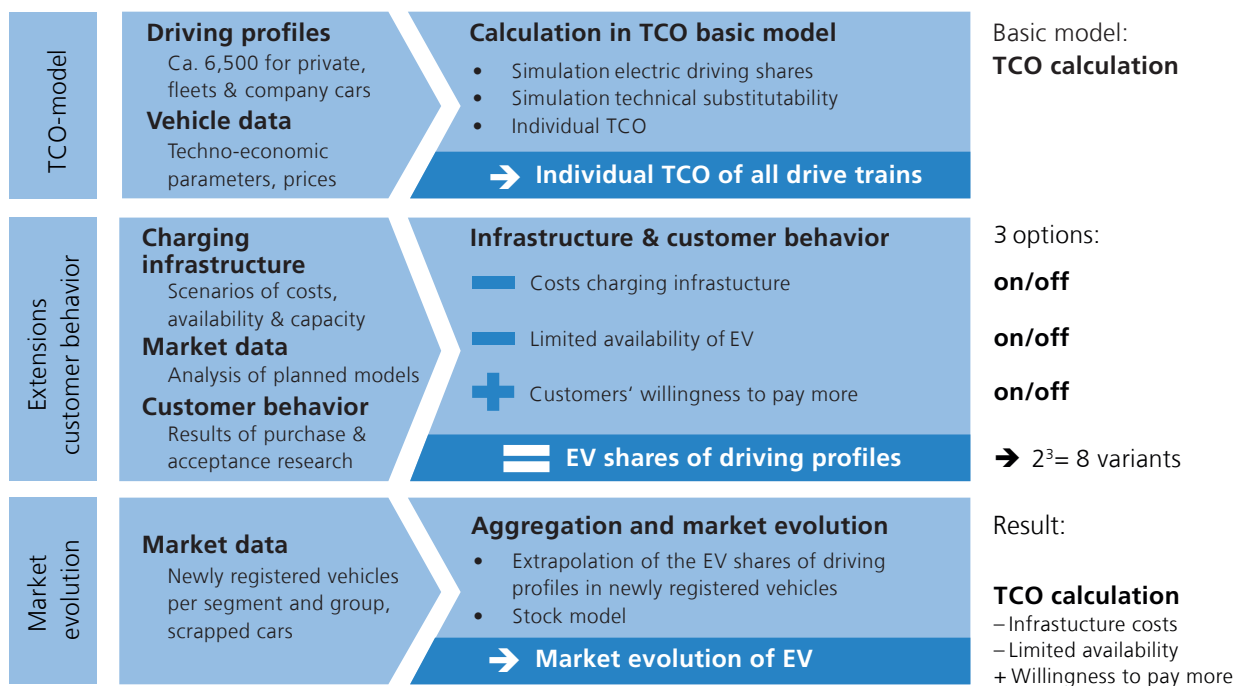 TCO-model
Driving profiles
Ca. 6,500 for private,
fleets & company cars
Vehicle data
Techno-economic
parameters, prices
Calculation in TCO basic model
• Simulation electric driving shares
• Simulation technical substitutability
• Individual TCO
➔ Individual TCO of all drive trains
Basic model:
TCO calculation
Extensions
customer behavior
Charging
infrastructure
Scenarios of costs,
availability & capacity
Market data
Analysis of planned models
Customer behavior
Results of purchase &
acceptance research
Infrastructure & customer behavior
Costs charging infrastucture
Limited availability of EV
Customers‘ willingness to pay more
EV shares of driving profiles
3 options:
on/off
on/off
on/off
➔ 2³= 8 variants
Market
evolution
Market data
Newly registered vehicles
per segment and group,
scrapped cars
Aggregation and market evolution
• Extrapolation of the EV shares of driving
profiles in newly registered vehicles
• Stock model
➔ Market evolution of EV
Result:
TCO calculation
– Infrastucture costs
– Limited availability
+ Willingness to pay more